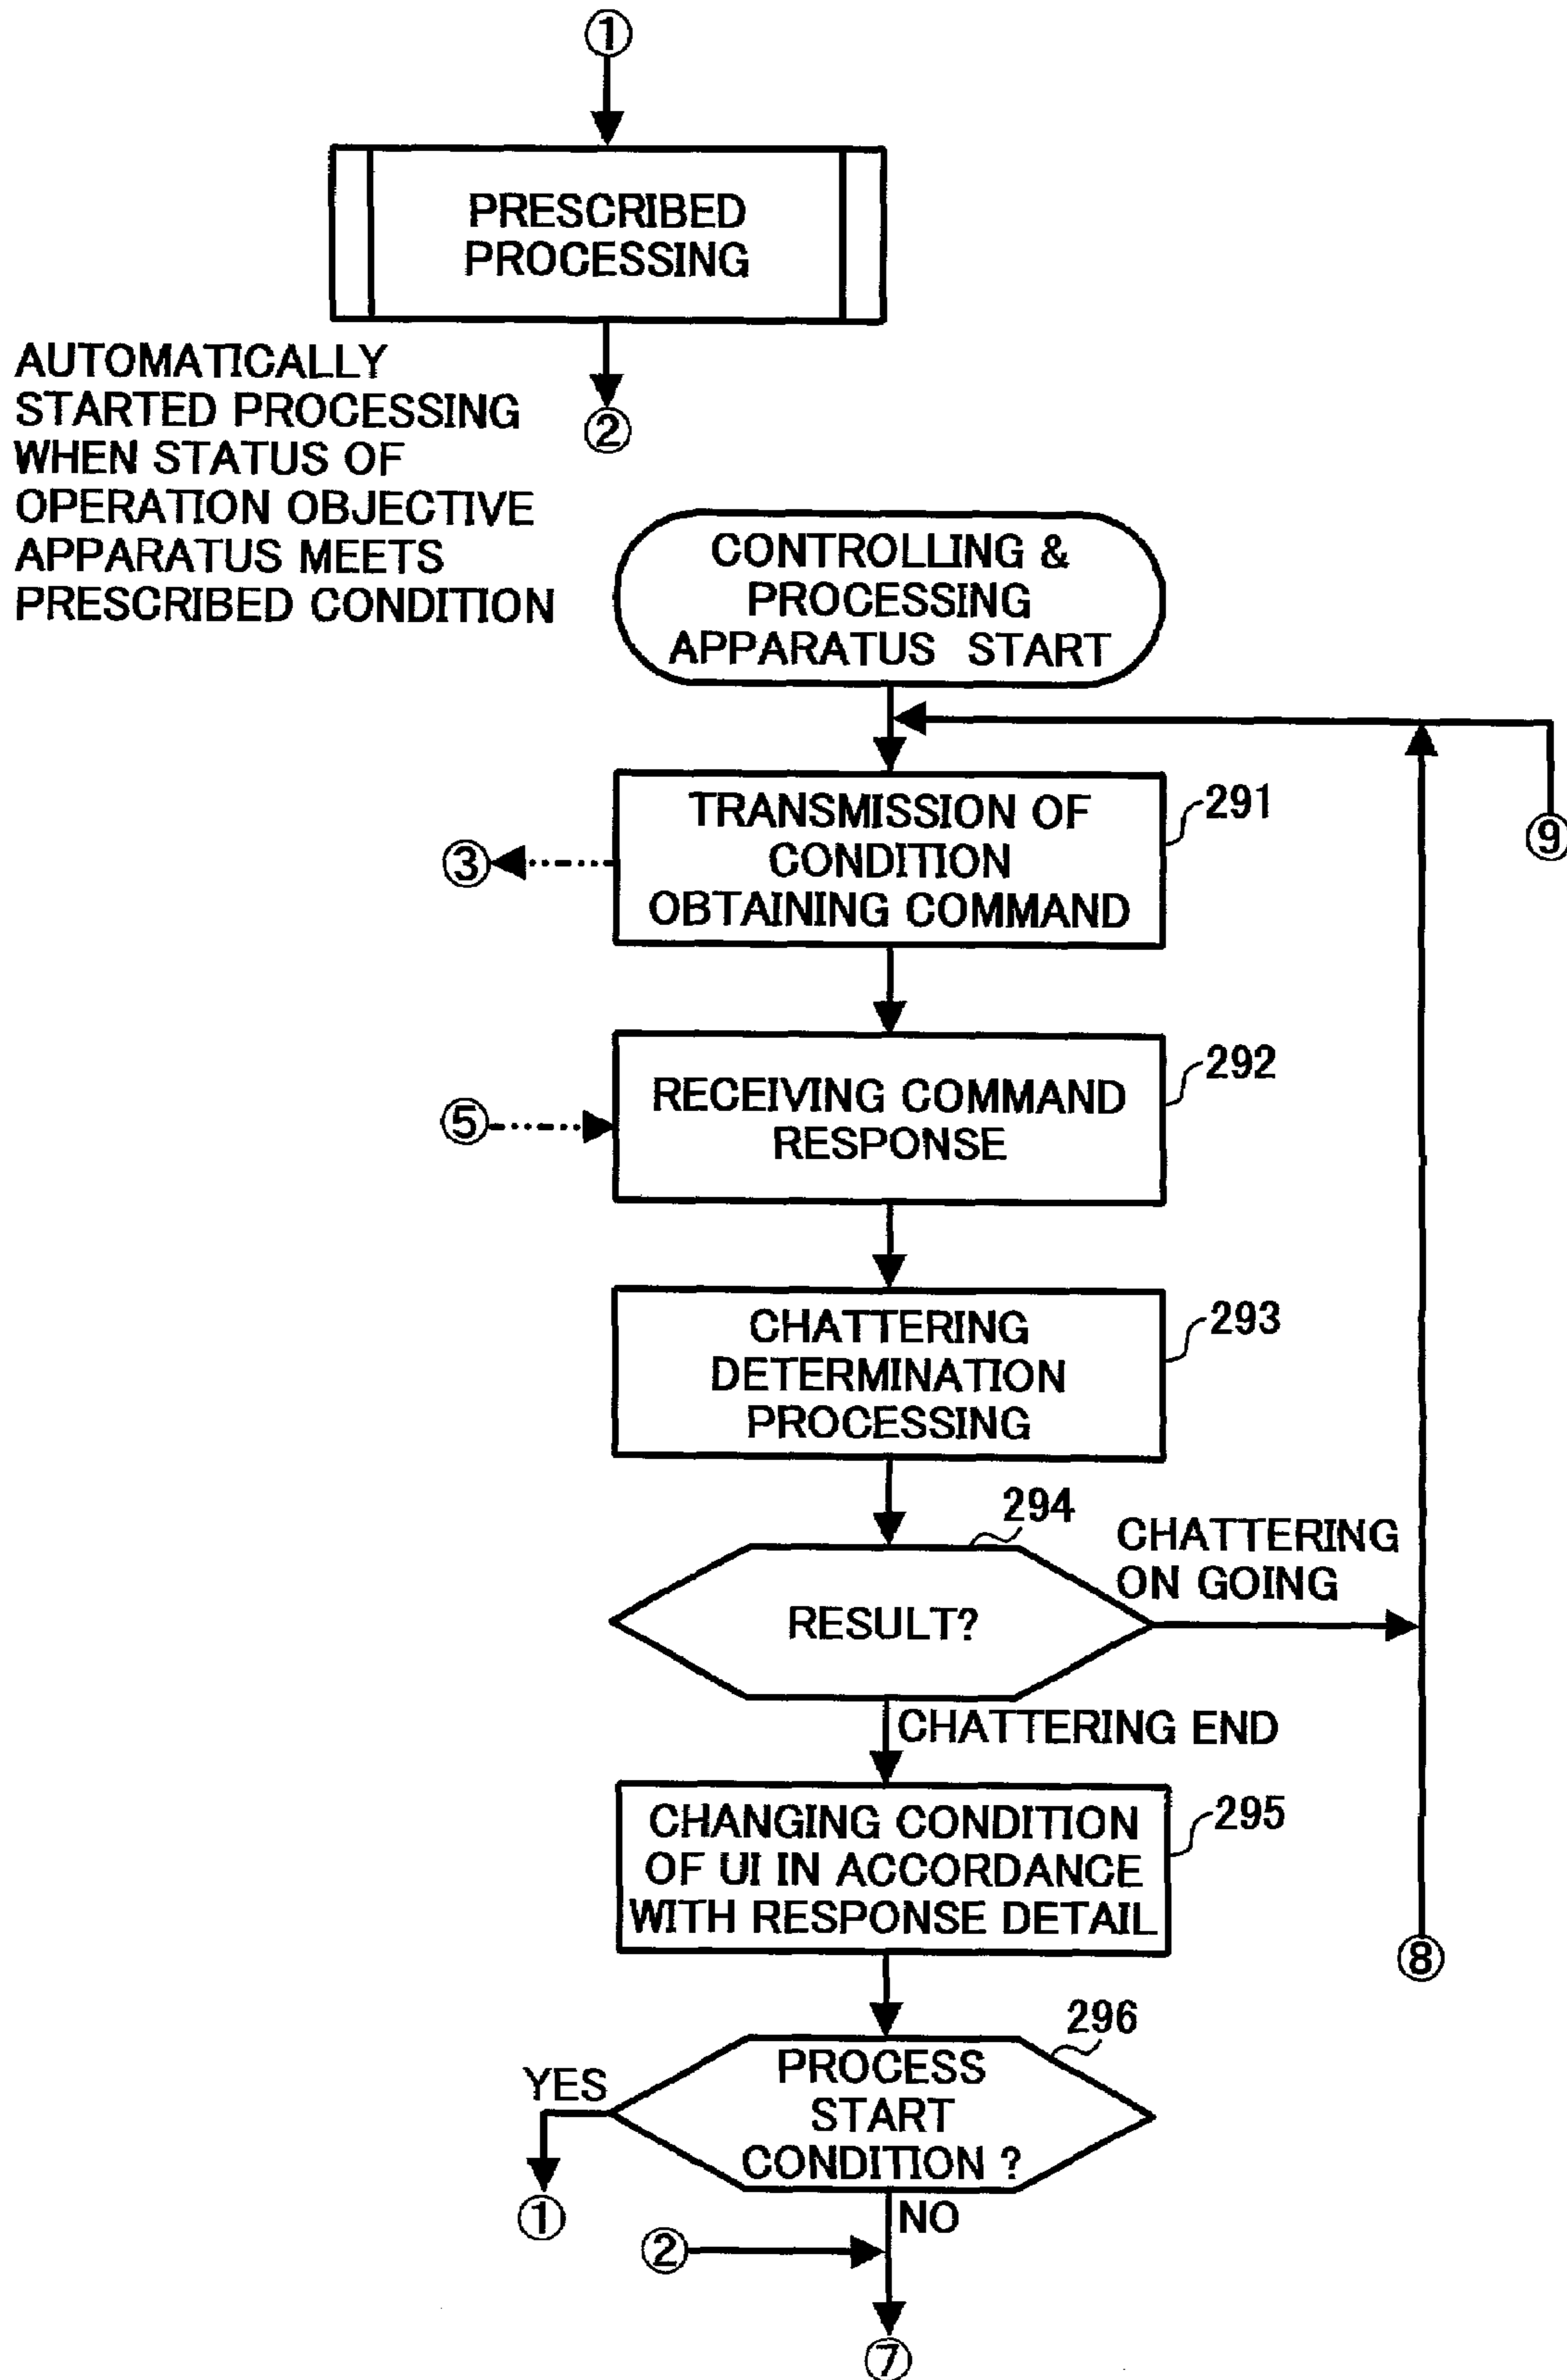 ①
PRESCRIBED
PROCESSING
AUTOMATICALLY
STARTED PROCESSING
WHEN STATUS OF
OPERATION OBJECTIVE
APPARATUS MEETS
PRESCRIBED CONDITION
②
CONTROLLING &
PROCESSING
APPARATUS START
TRANSMISSION OF
CONDITION
OBTAINING COMMAND
291
③
⑨
RECEIVING COMMAND
RESPONSE
292
⑤
CHATTERING
DETERMINATION
PROCESSING
293
294
RESULT?
CHATTERING
ON GOING
CHATTERING END
CHANGING CONDITION
OF UI IN ACCORDANCE
WITH RESPONSE DETAIL
295
⑧
296
PROCESS
START
CONDITION ?
YES
①
NO
②
⑦